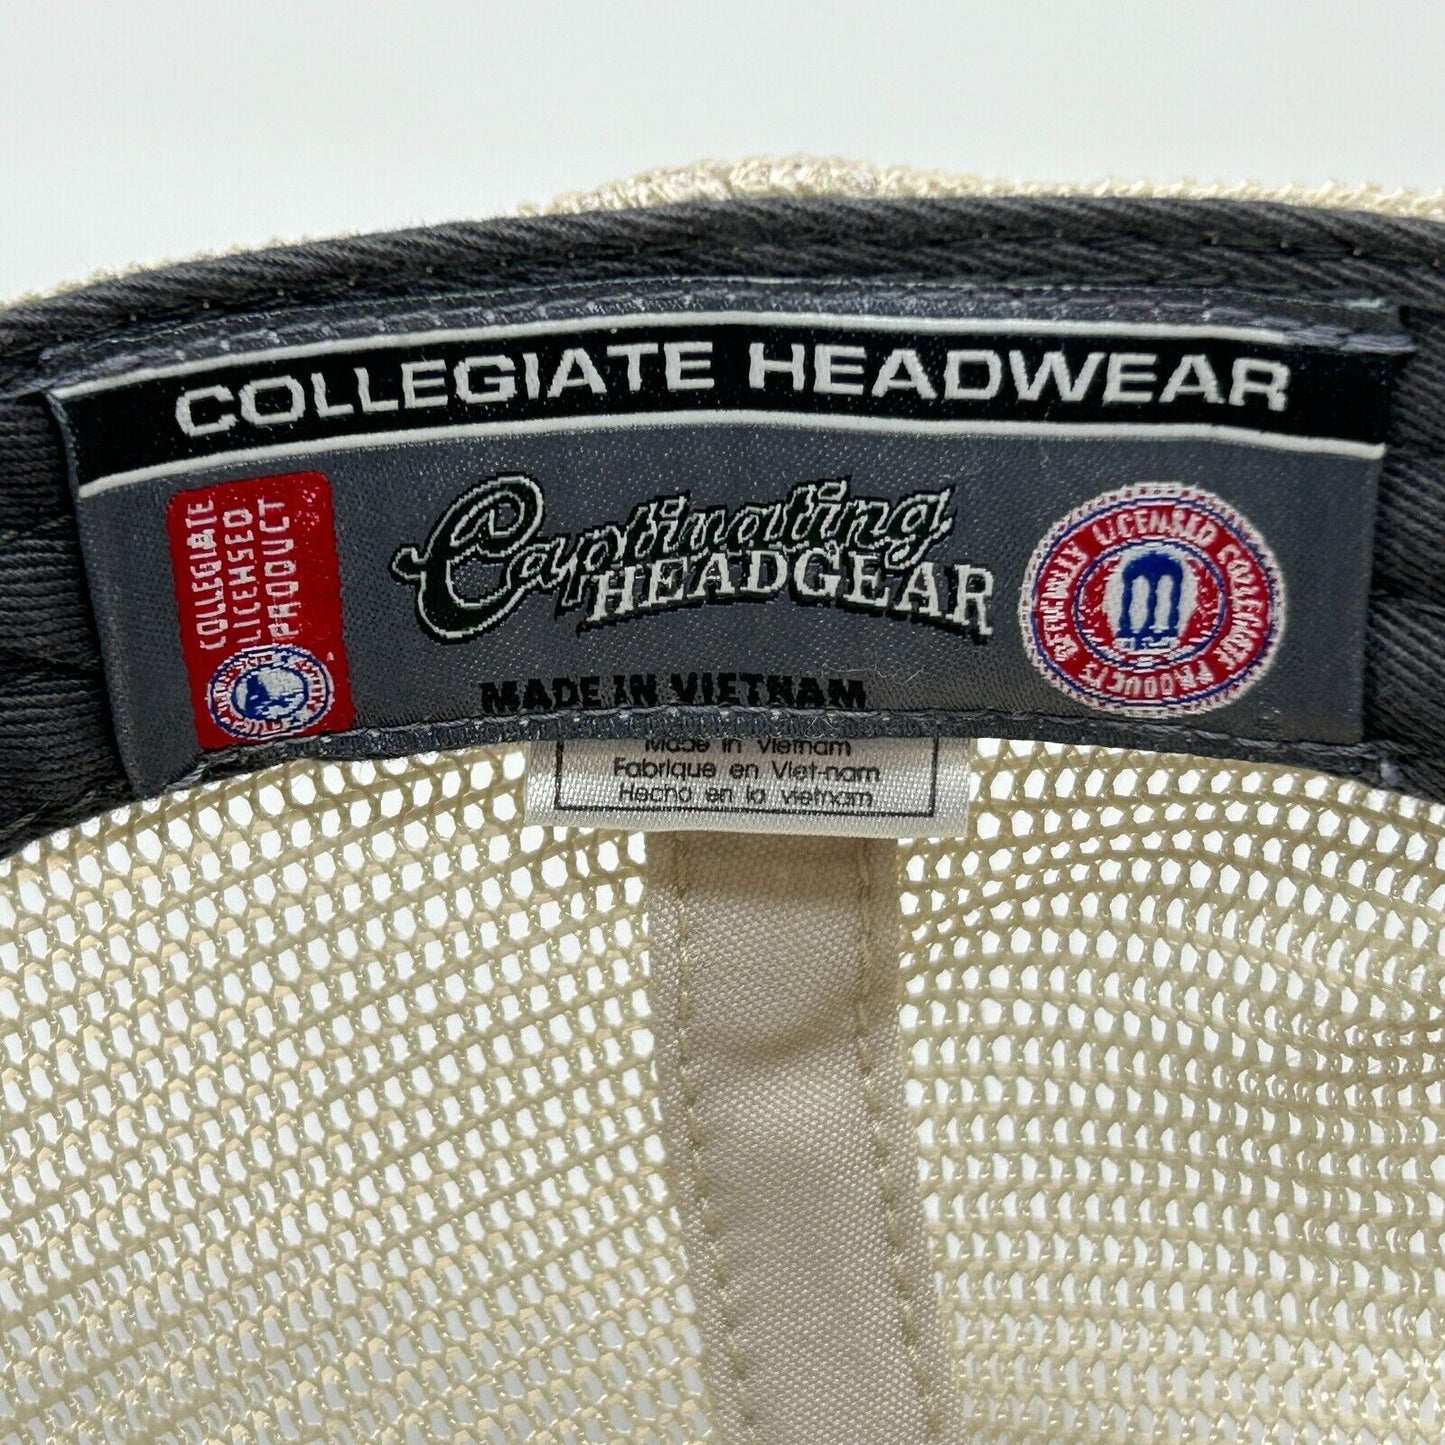 COLLEGIATE HEADWEAR
COLLEGIATE
LICENSED
PRODUCT
Captivating
HEADGEAR
OFFICIALLY LICENSED COLLEGIATE PRODUCTS
MADE IN VIETNAM
Made in Vietnam
Fabrique en Viet-nam
Hecho en la vietnam